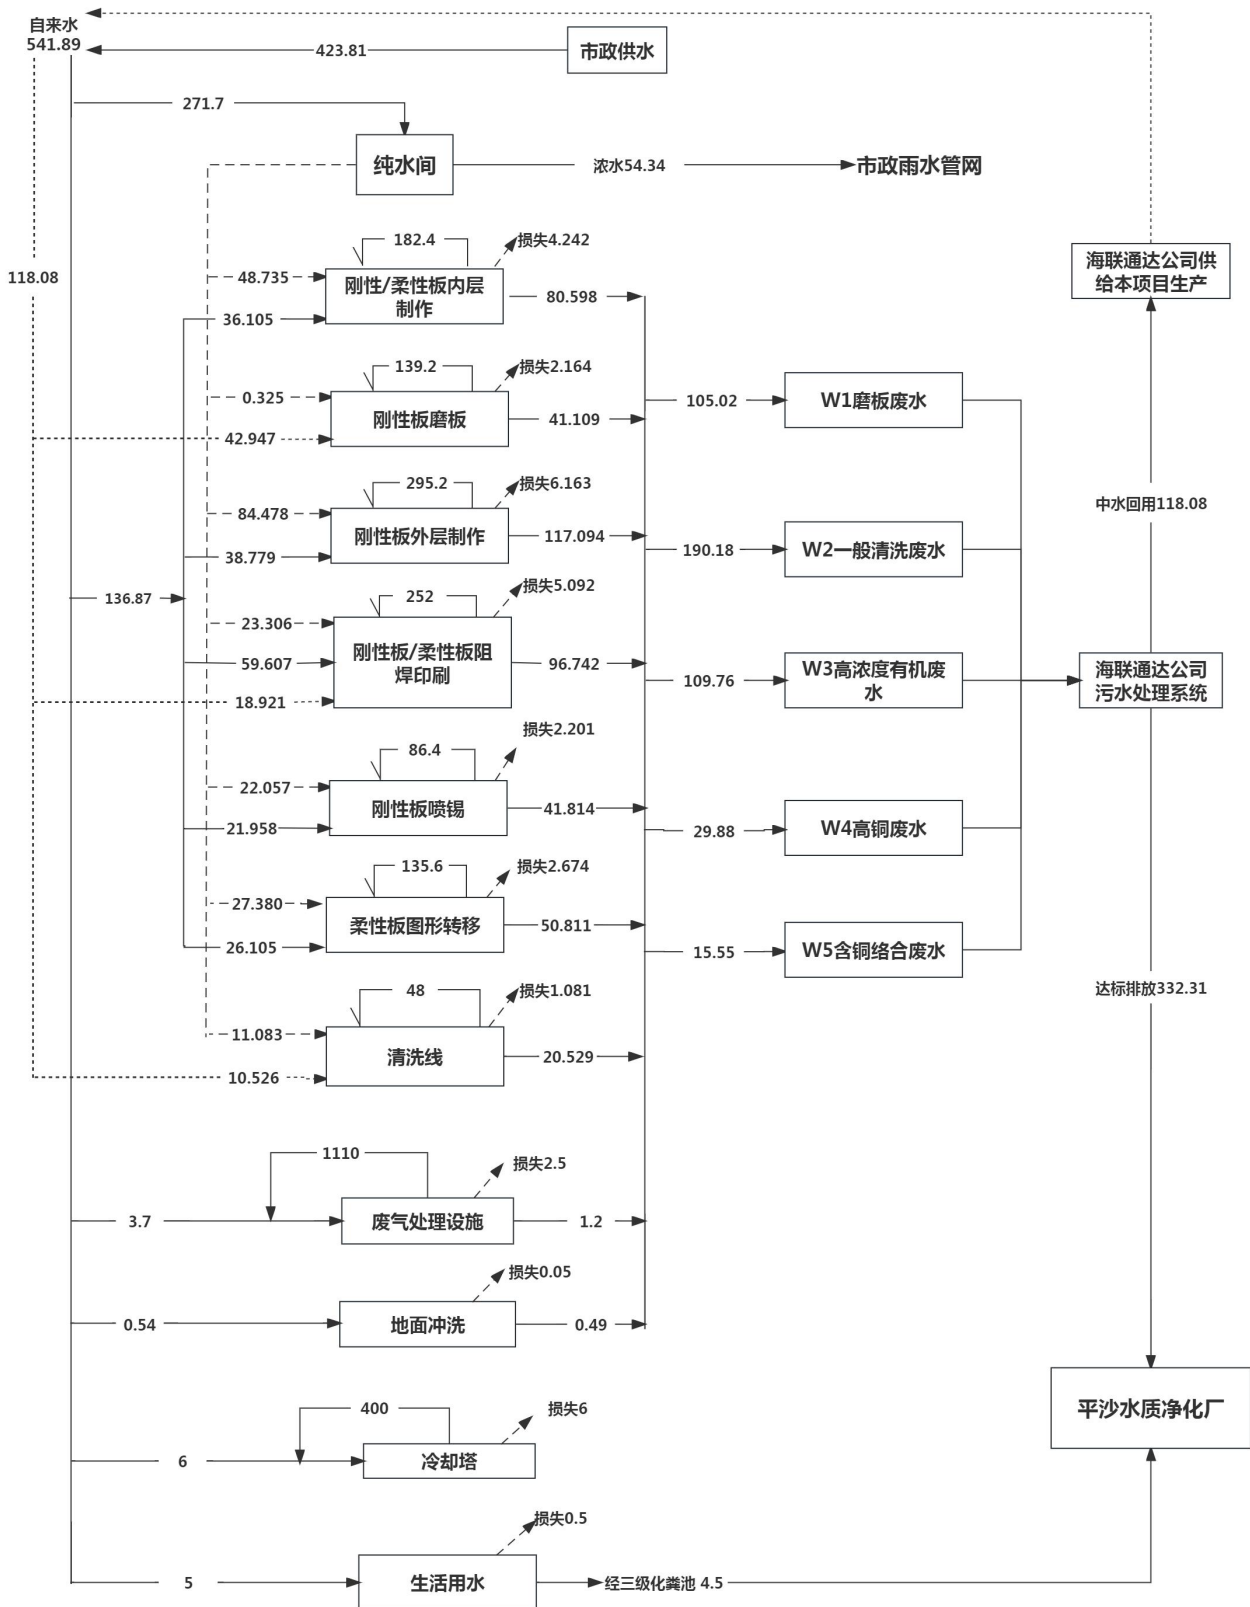 自来水
541.89
423.81
市政供水
271.7
纯水间
浓水54.34
市政雨水管网
118.08
182.4
损失4.242
48.735
刚性/柔性板内层
制作
80.598
36.105
海联通达公司供
给本项目生产
139.2
损失2.164
0.325
刚性板磨板
41.109
42.947
105.02
W1磨板废水
295.2
损失6.163
84.478
刚性板外层制作
117.094
38.779
190.18
W2一般清洗废水
中水回用118.08
136.87
252
损失5.092
23.306
59.607
刚性板/柔性板阻
焊印刷
96.742
18.921
109.76
W3高浓度有机废
水
海联通达公司
污水处理系统
86.4
损失2.201
22.057
刚性板喷锡
41.814
21.958
29.88
W4高铜废水
135.6
损失2.674
27.380
柔性板图形转移
50.811
26.105
15.55
W5含铜络合废水
48
损失1.081
11.083
清洗线
20.529
10.526
达标排放332.31
1110
损失2.5
3.7
废气处理设施
1.2
损失0.05
0.54
地面冲洗
0.49
400
损失6
6
冷却塔
平沙水质净化厂
损失0.5
5
生活用水
经三级化粪池 4.5